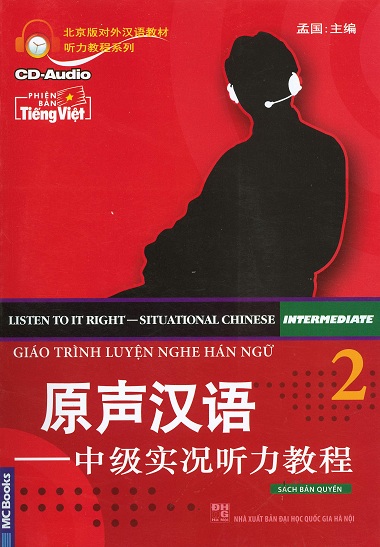 北京版对外汉语教材
听力教程系列
孟国:主编
CD-Audio
PHIÊN BẢN
Tiếng Việt
LISTEN TO IT RIGHT—SITUATIONAL CHINESE INTERMEDIATE
GIÁO TRÌNH LUYỆN NGHE HÁN NGỮ
2
原声汉语
——中级实况听力教程
SÁCH BẢN QUYỀN
MCBooks
NHÀ XUẤT BẢN ĐẠI HỌC QUỐC GIA HÀ NỘI